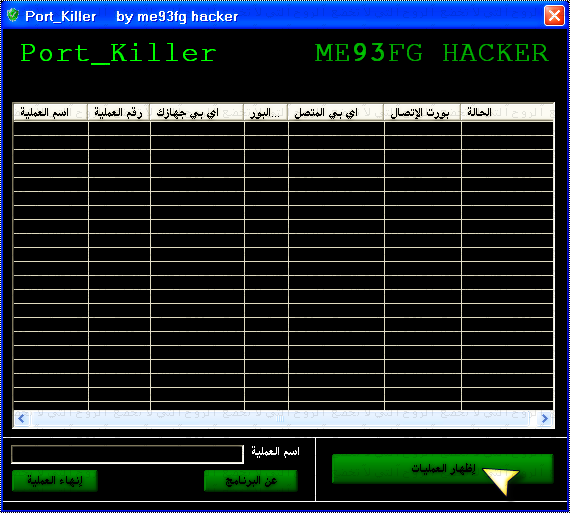 Port_Killer by me93fg hacker
Port_Killer ME93FG HACKER
اسم العملية رقم العملية اي بي جهازك البور... اي بي المتصل بورت الإتصال الحالة
اسم العملية
إظهار العمليات
إنهاء العملية عن البرنامج